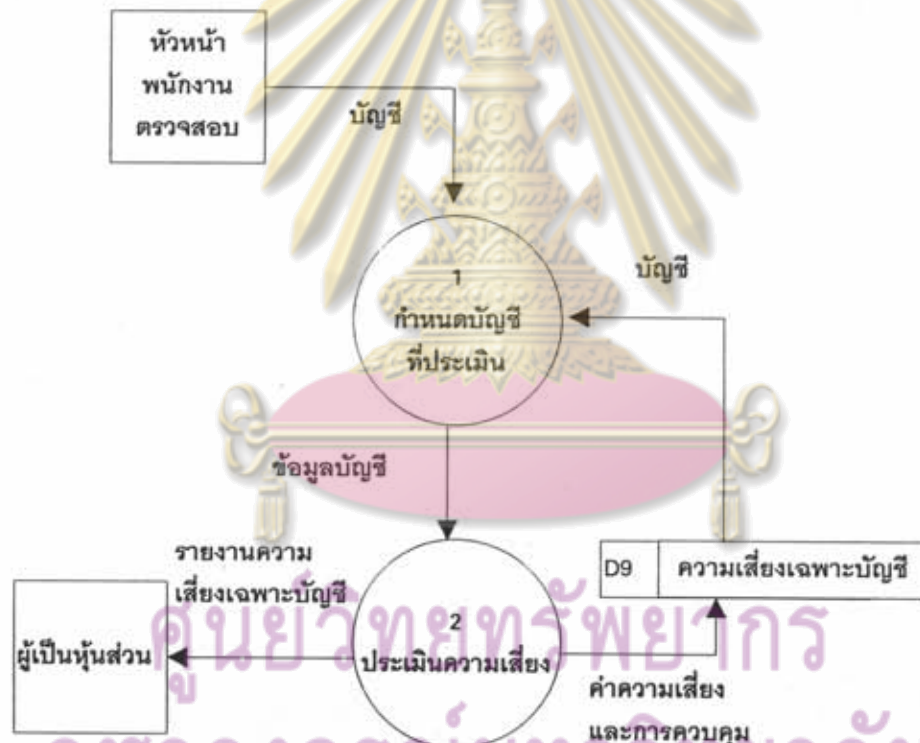 หัวหน้า
พนักงาน
ตรวจสอบ
บัญชี
1
กำหนดบัญชี
ที่ประเมิน
บัญชี
ข้อมูลบัญชี
รายงานความ
เสี่ยงเฉพาะบัญชี
D9 ความเสี่ยงเฉพาะบัญชี
ผู้เป็นหุ้นส่วน
2
ประเมินความเสี่ยง
ค่าความเสี่ยง
และการควบคุม
ศูนย์วิทยทรัพยากร